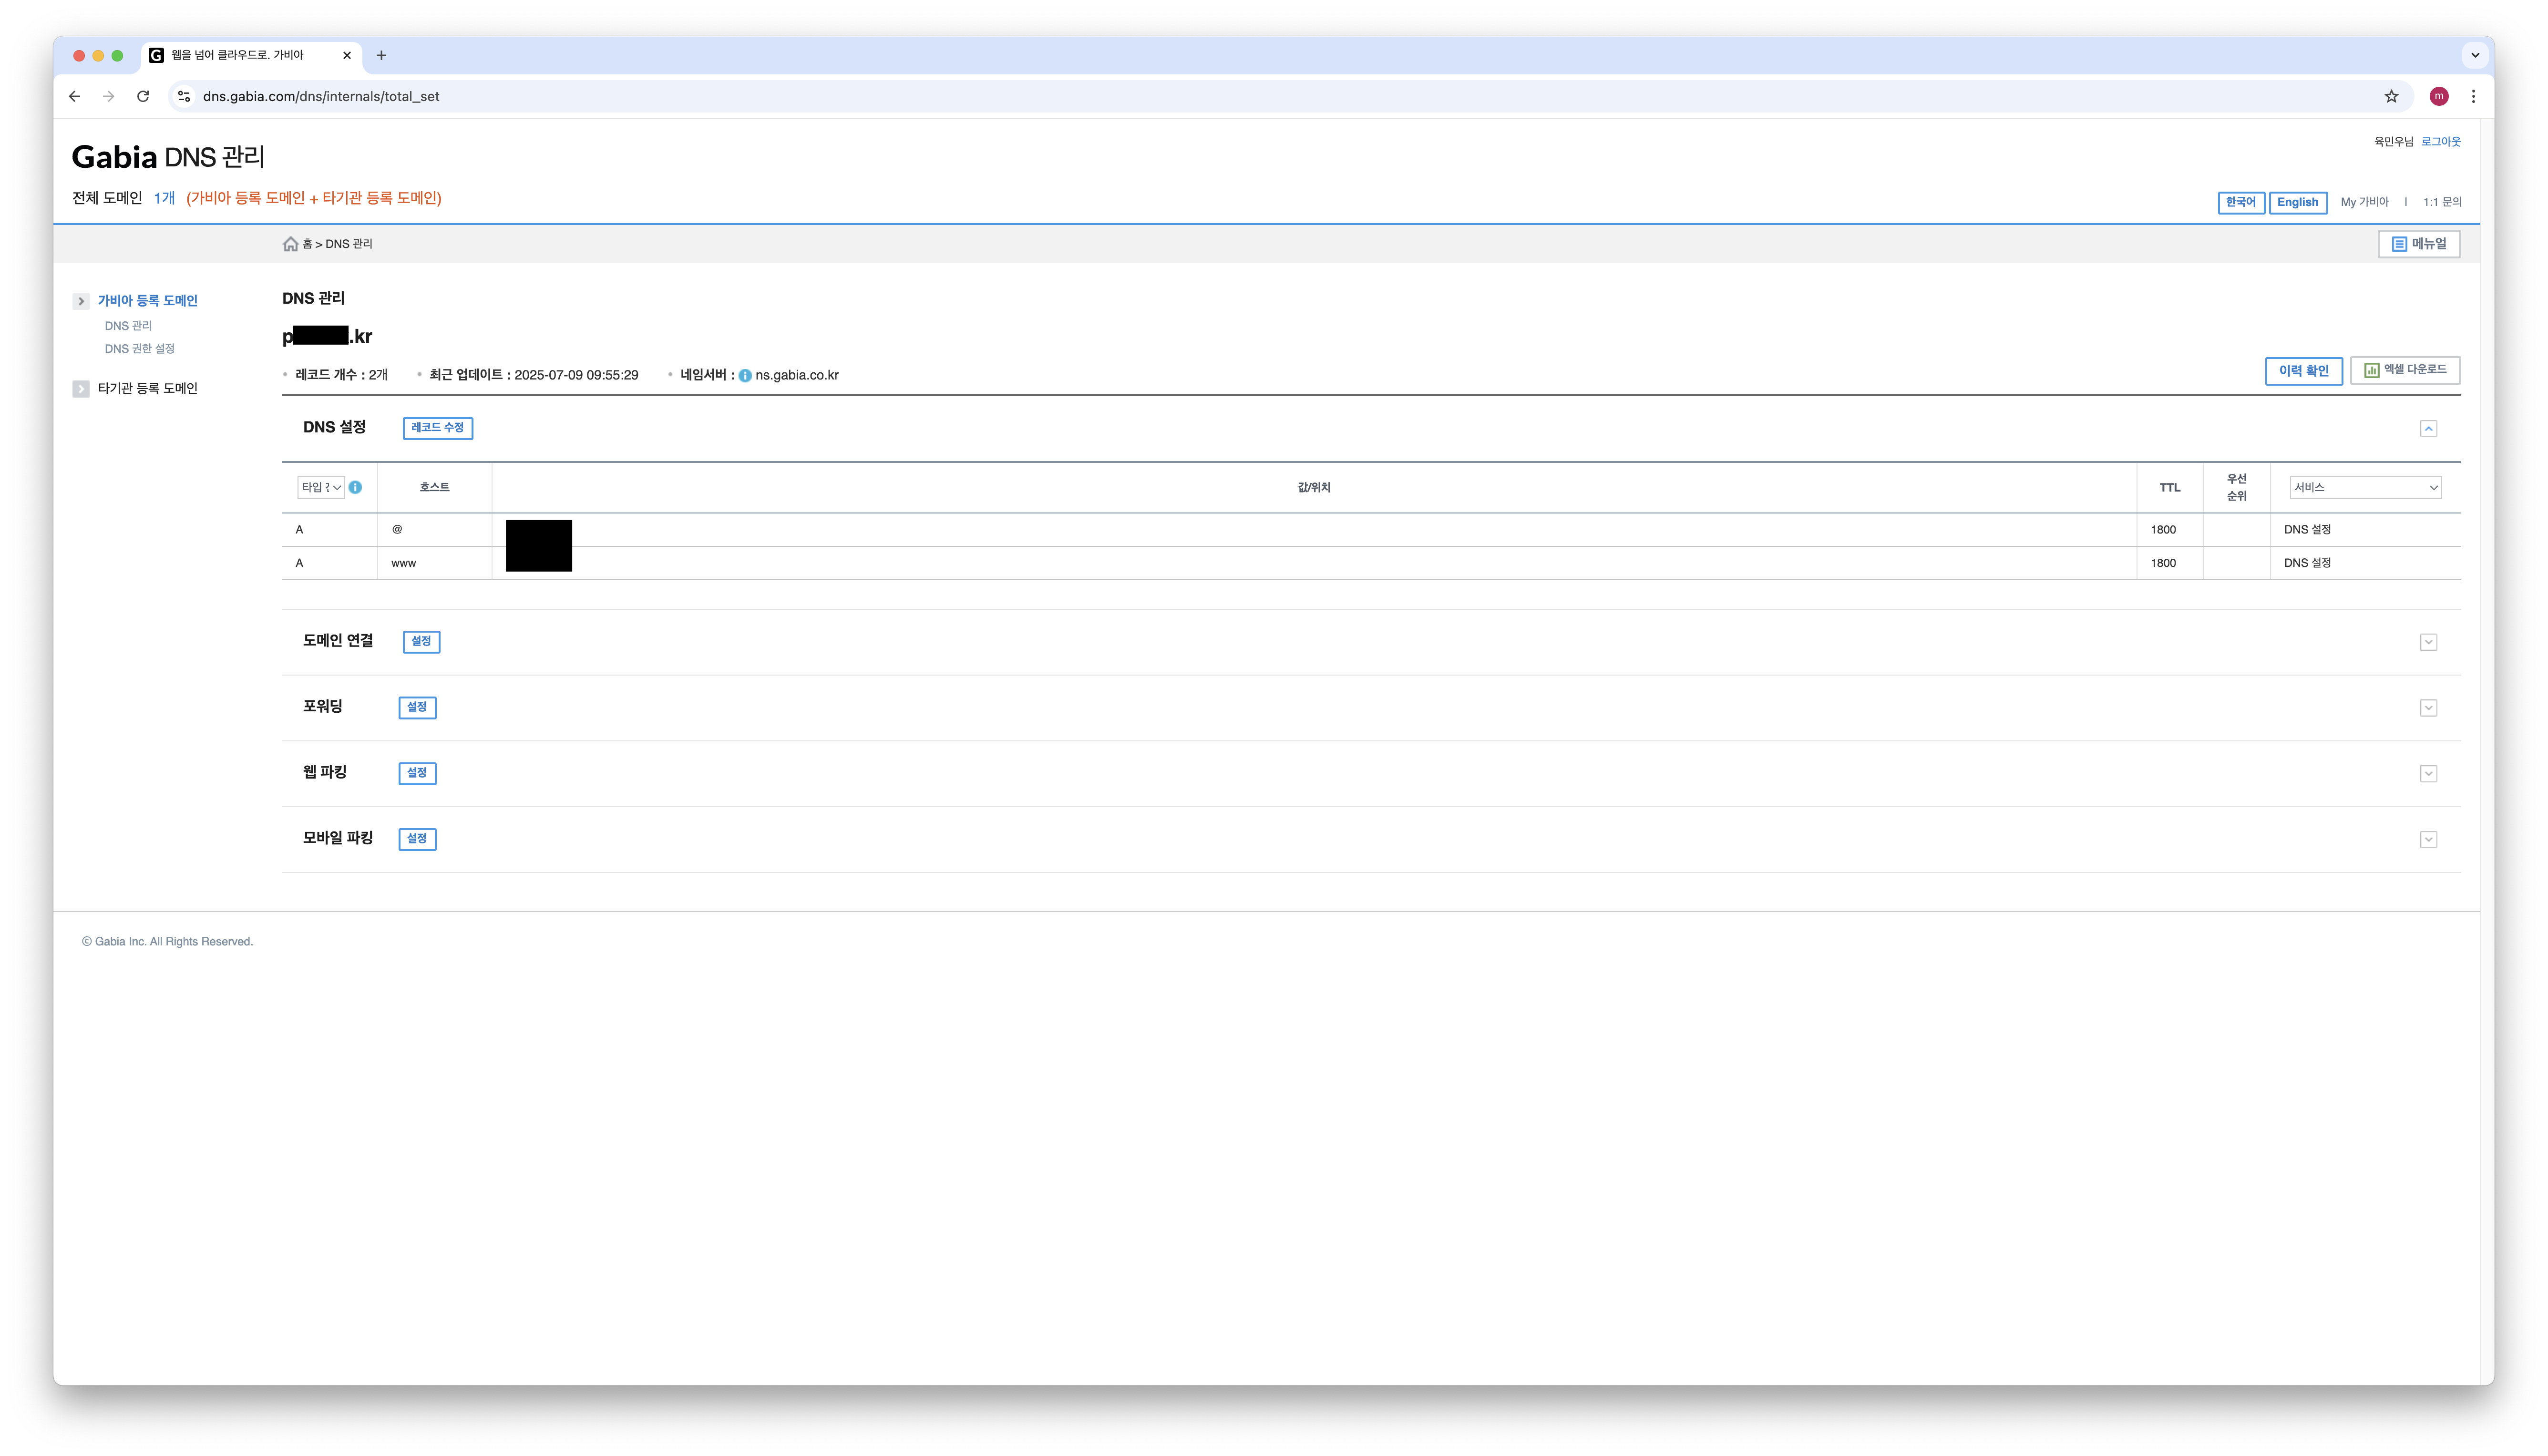 웹을 넘어 클라우드로. 가비아
dns.gabia.com/dns/internals/total_set
m
육민우님 로그아웃
Gabia DNS 관리
전체 도메인 1개 (가비아 등록 도메인 + 타기관 등록 도메인)
한국어 English My 가비아 | 1:1 문의
홈 > DNS 관리
메뉴얼
가비아 등록 도메인
DNS 관리
DNS 권한 설정
타기관 등록 도메인
DNS 관리
p .kr
레코드 개수 : 2개 최근 업데이트 : 2025-07-09 09:55:29 네임서버 : ns.gabia.co.kr
이력 확인 엑셀 다운로드
DNS 설정 레코드 수정
타입 호스트 값/위치 TTL 우선 순위 서비스
A @ 1800 DNS 설정
A www 1800 DNS 설정
도메인 연결 설정
포워딩 설정
웹 파킹 설정
모바일 파킹 설정
© Gabia Inc. All Rights Reserved.